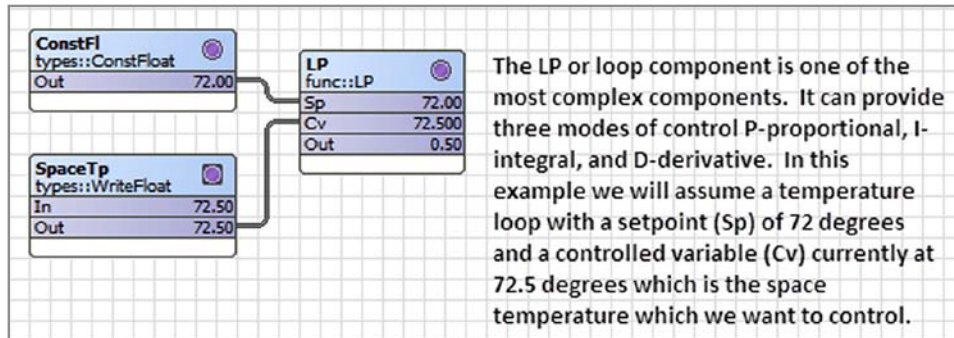 ConstFl
types::ConstFloat
Out 72.00
SpaceTp
types::WriteFloat
In 72.50
Out 72.50
LP
func::LP
Sp 72.00
Cv 72.500
Out 0.50
The LP or loop component is one of the
most complex components. It can provide
three modes of control P-proportional, I-
integral, and D-derivative. In this
example we will assume a temperature
loop with a setpoint (Sp) of 72 degrees
and a controlled variable (Cv) currently at
72.5 degrees which is the space
temperature which we want to control.